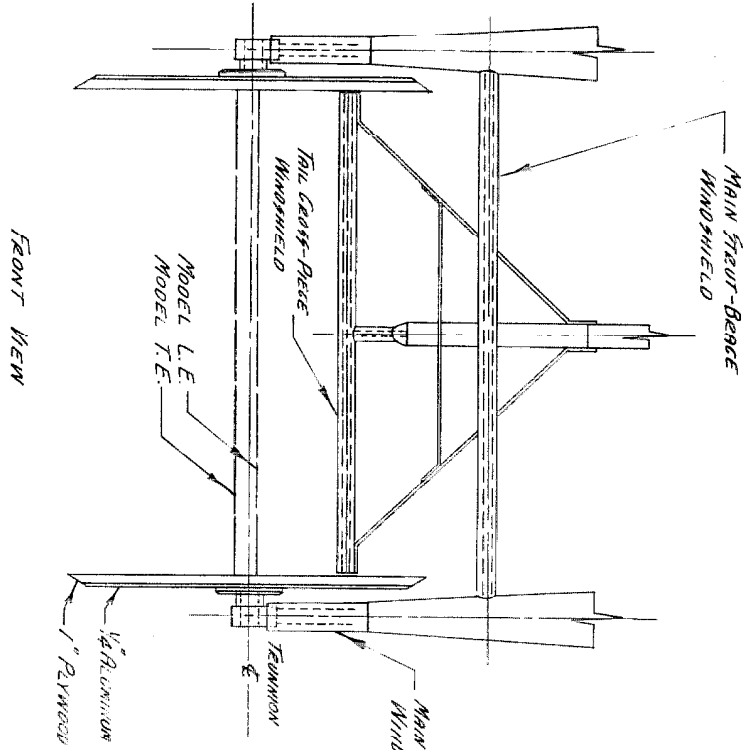 MAIN STRUT-BRACE
WINDSHIELD
TAIL CROSS-PIECE
WINDSHIELD
MODEL L.E.
MODEL T.E.
FRONT VIEW
MAIN
TRUNNION
℄
1/4" ALUMINUM
1" PLYWOOD